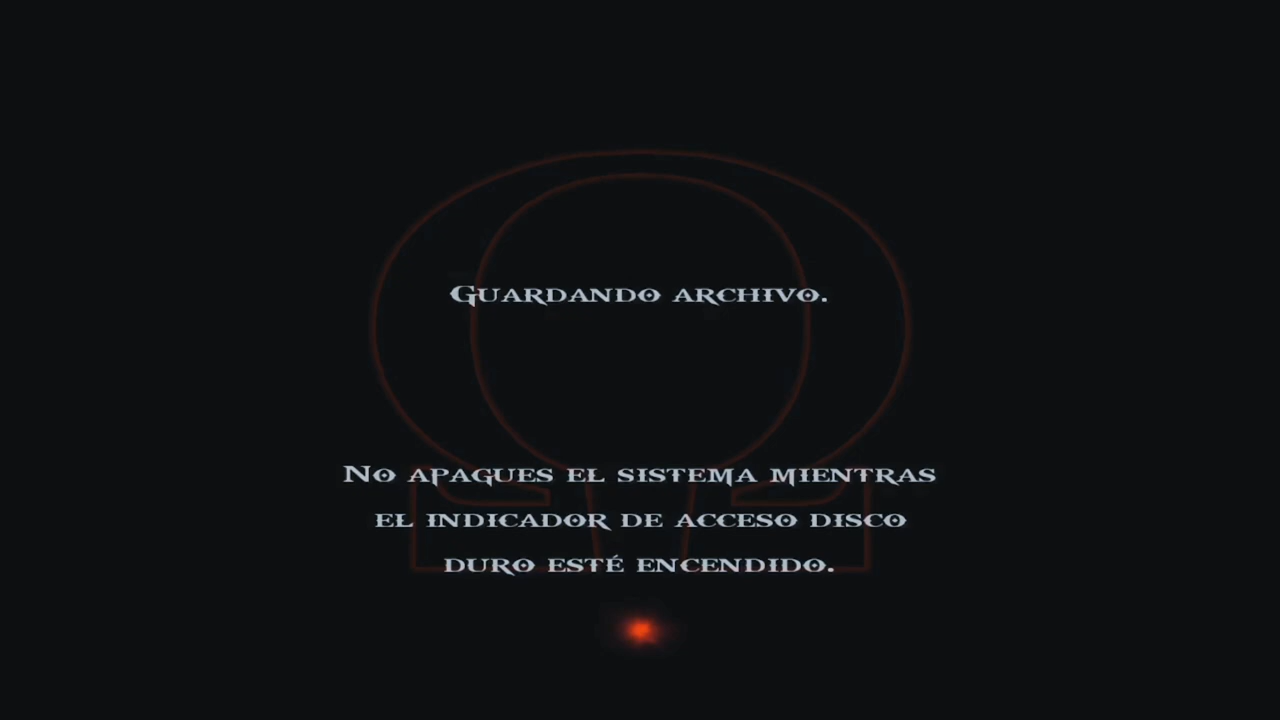 Guardando archivo.
No apagues el sistema mientras
el indicador de acceso disco
duro esté encendido.